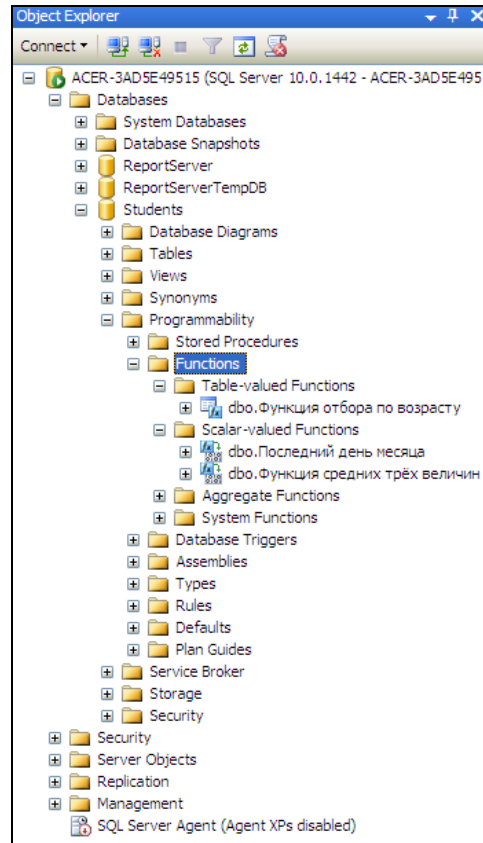 Object Explorer
Connect
ACER-3AD5E49515 (SQL Server 10.0.1442 - ACER-3AD5E495
Databases
System Databases
Database Snapshots
ReportServer
ReportServerTempDB
Students
Database Diagrams
Tables
Views
Synonyms
Programmability
Stored Procedures
Functions
Table-valued Functions
dbo.Функция отбора по возрасту
Scalar-valued Functions
dbo.Последний день месяца
dbo.Функция средних трёх величин
Aggregate Functions
System Functions
Database Triggers
Assemblies
Types
Rules
Defaults
Plan Guides
Service Broker
Storage
Security
Security
Server Objects
Replication
Management
SQL Server Agent (Agent XPs disabled)